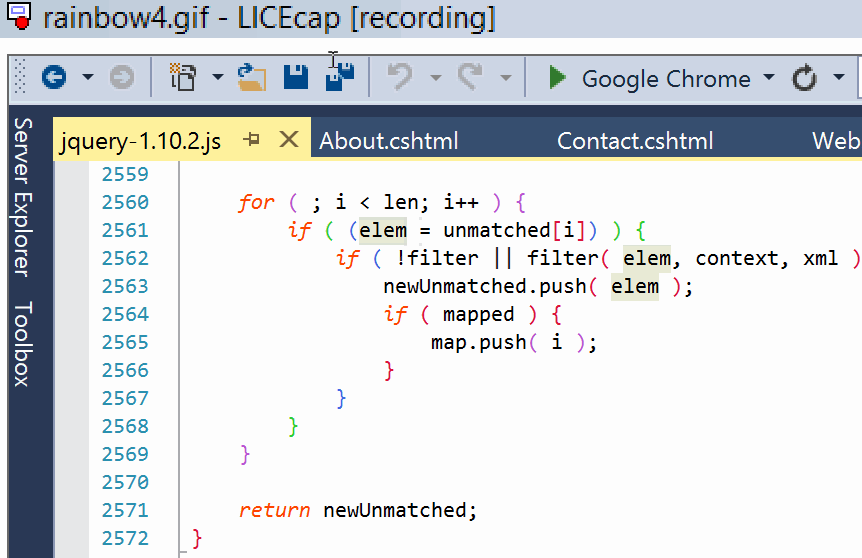 rainbow4.gif - LICEcap [recording]
Google Chrome
Server Explorer
Toolbox
jquery-1.10.2.js About.cshtml Contact.cshtml Web
2559
2560 for ( ; i < len; i++ ) {
2561 if ( (elem = unmatched[i]) ) {
2562 if ( !filter || filter( elem, context, xml )
2563 newUnmatched.push( elem );
2564 if ( mapped ) {
2565 map.push( i );
2566 }
2567 }
2568 }
2569 }
2570
2571 return newUnmatched;
2572 }